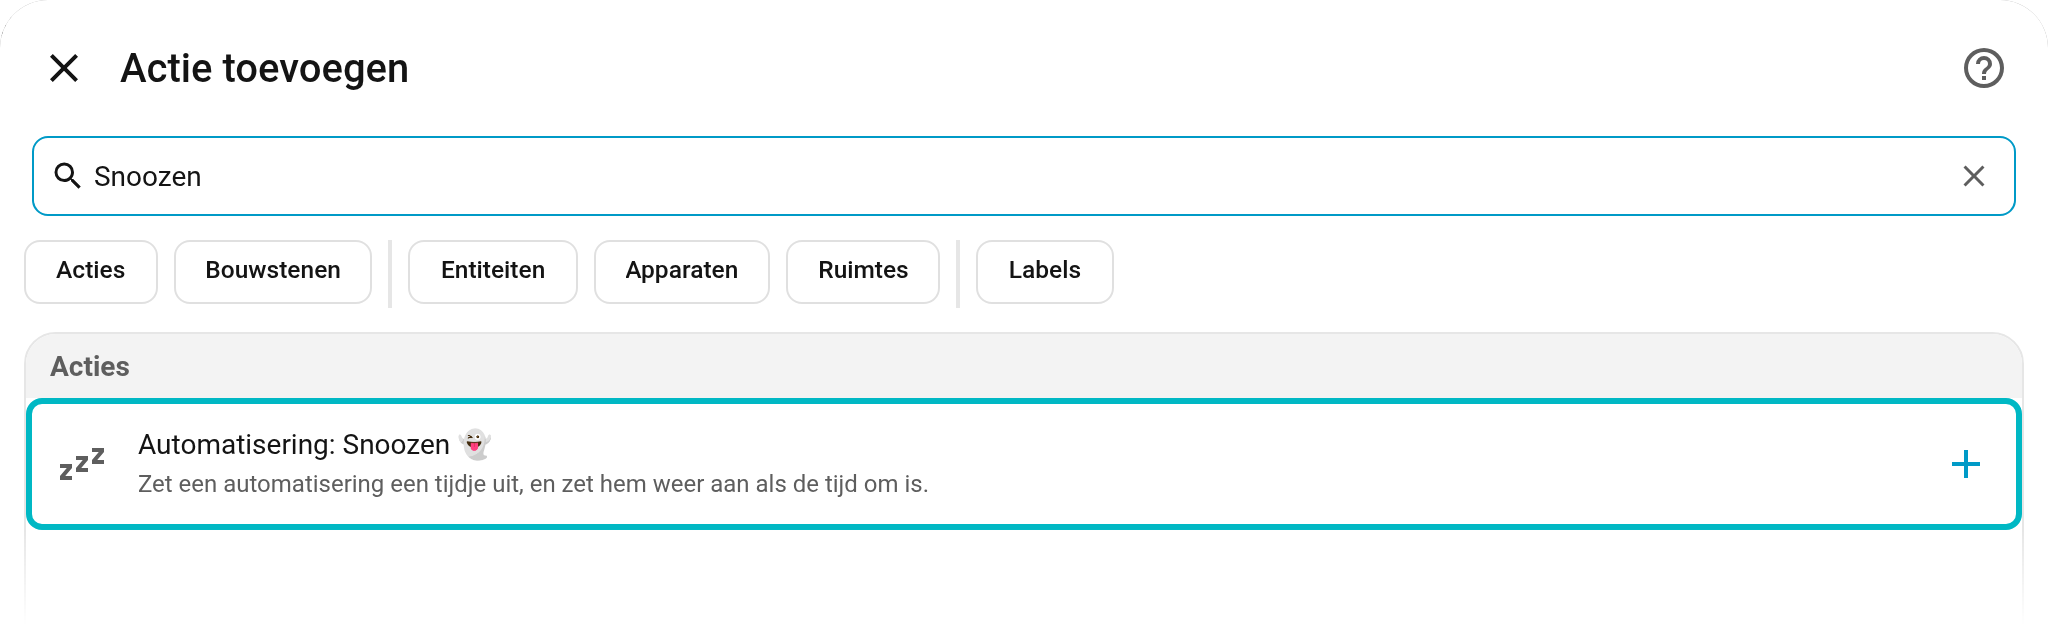 Actie toevoegen
Snoozen
Acties
Bouwstenen
Entiteiten
Apparaten
Ruimtes
Labels
Acties
zzz
Automatisering: Snoozen 👻
Zet een automatisering een tijdje uit, en zet hem weer aan als de tijd om is.